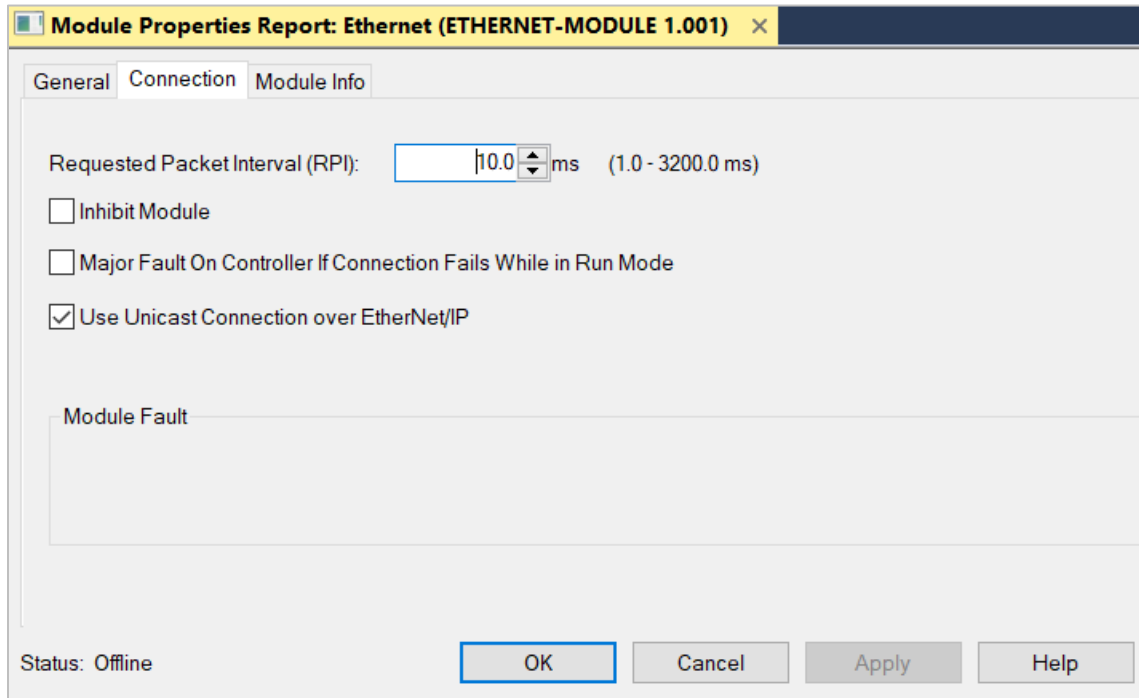 Module Properties Report: Ethernet (ETHERNET-MODULE 1.001)
General Connection Module Info
Requested Packet Interval (RPI): 10.0 ms (1.0 - 3200.0 ms)
Inhibit Module
Major Fault On Controller If Connection Fails While in Run Mode
Use Unicast Connection over EtherNet/IP
Module Fault
Status: Offline OK Cancel Apply Help